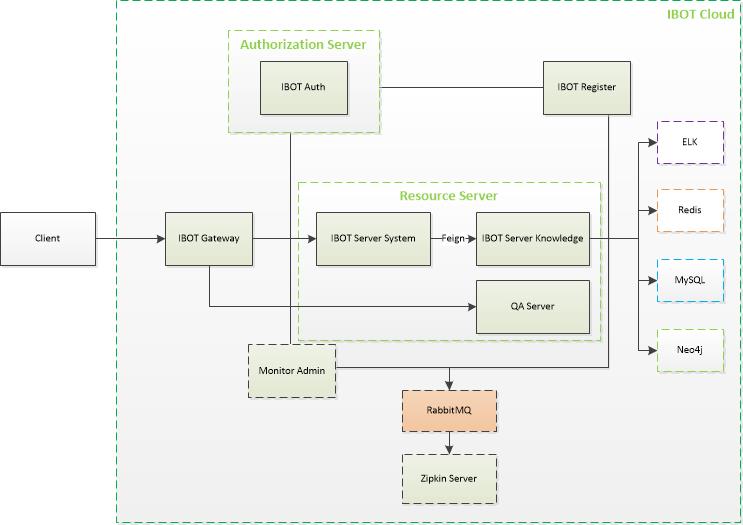 IBOT Cloud
Authorization Server
IBOT Auth
IBOT Register
ELK
Resource Server
Redis
Client
IBOT Gateway
IBOT Server System
Feign
IBOT Server Knowledge
MySQL
QA Server
Neo4j
Monitor Admin
RabbitMQ
Zipkin Server